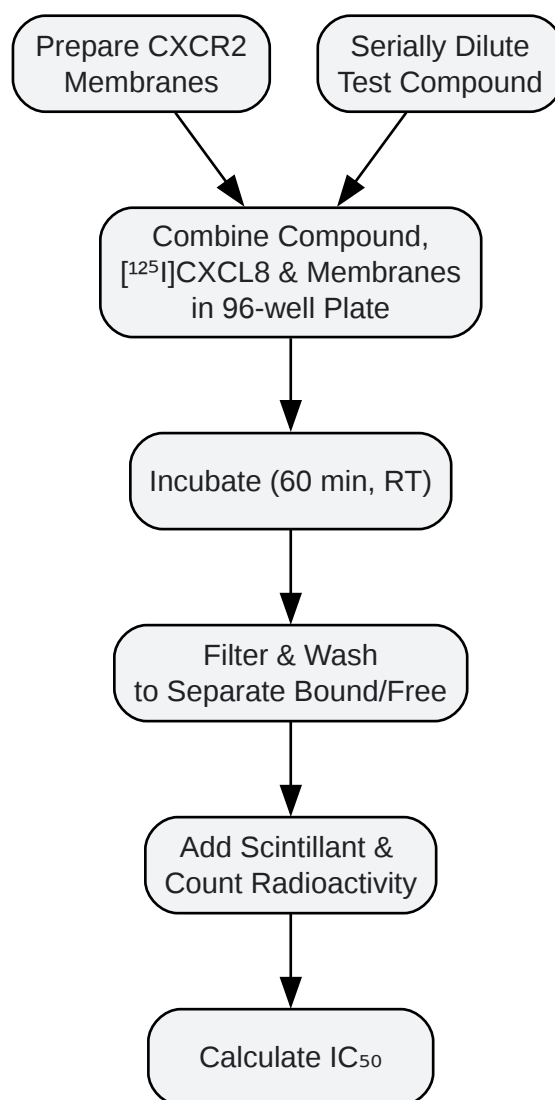 Prepare CXCR2
Membranes
Serially Dilute
Test Compound
Combine Compound,
[¹²⁵I]CXCL8 & Membranes
in 96-well Plate
Incubate (60 min, RT)
Filter & Wash
to Separate Bound/Free
Add Scintillant &
Count Radioactivity
Calculate IC₅₀